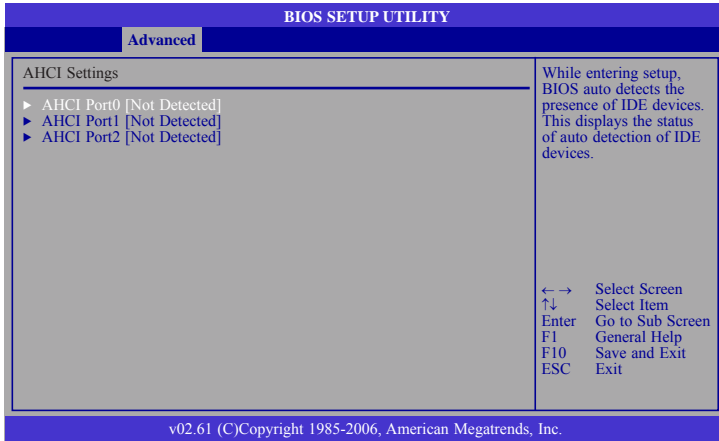 BIOS SETUP UTILITY
Advanced
AHCI Settings
▶ AHCI Port0 [Not Detected]
▶ AHCI Port1 [Not Detected]
▶ AHCI Port2 [Not Detected]
While entering setup,
BIOS auto detects the
presence of IDE devices.
This displays the status
of auto detection of IDE
devices.
←→ Select Screen
↑↓ Select Item
Enter Go to Sub Screen
F1 General Help
F10 Save and Exit
ESC Exit
v02.61 (C)Copyright 1985-2006, American Megatrends, Inc.